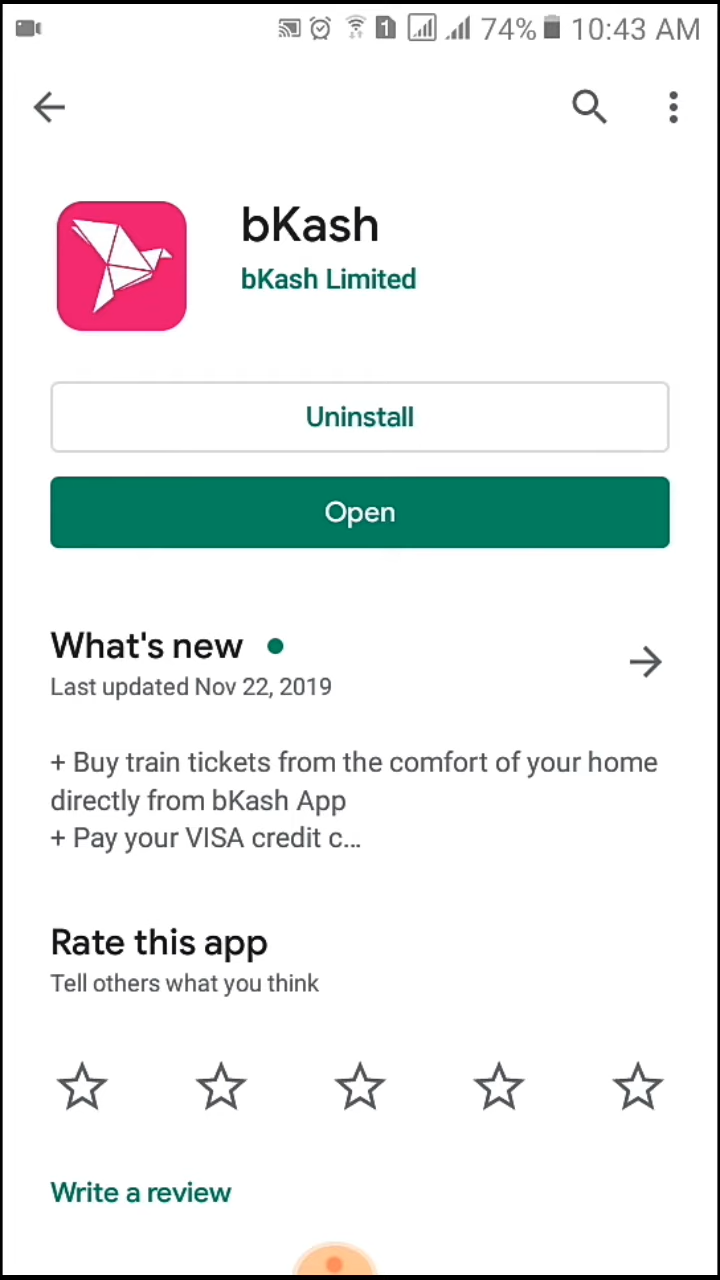 1 74% 10:43 AM
bKash
bKash Limited
Uninstall
Open
What's new
Last updated Nov 22, 2019
+ Buy train tickets from the comfort of your home
directly from bKash App
+ Pay your VISA credit c...
Rate this app
Tell others what you think
Write a review